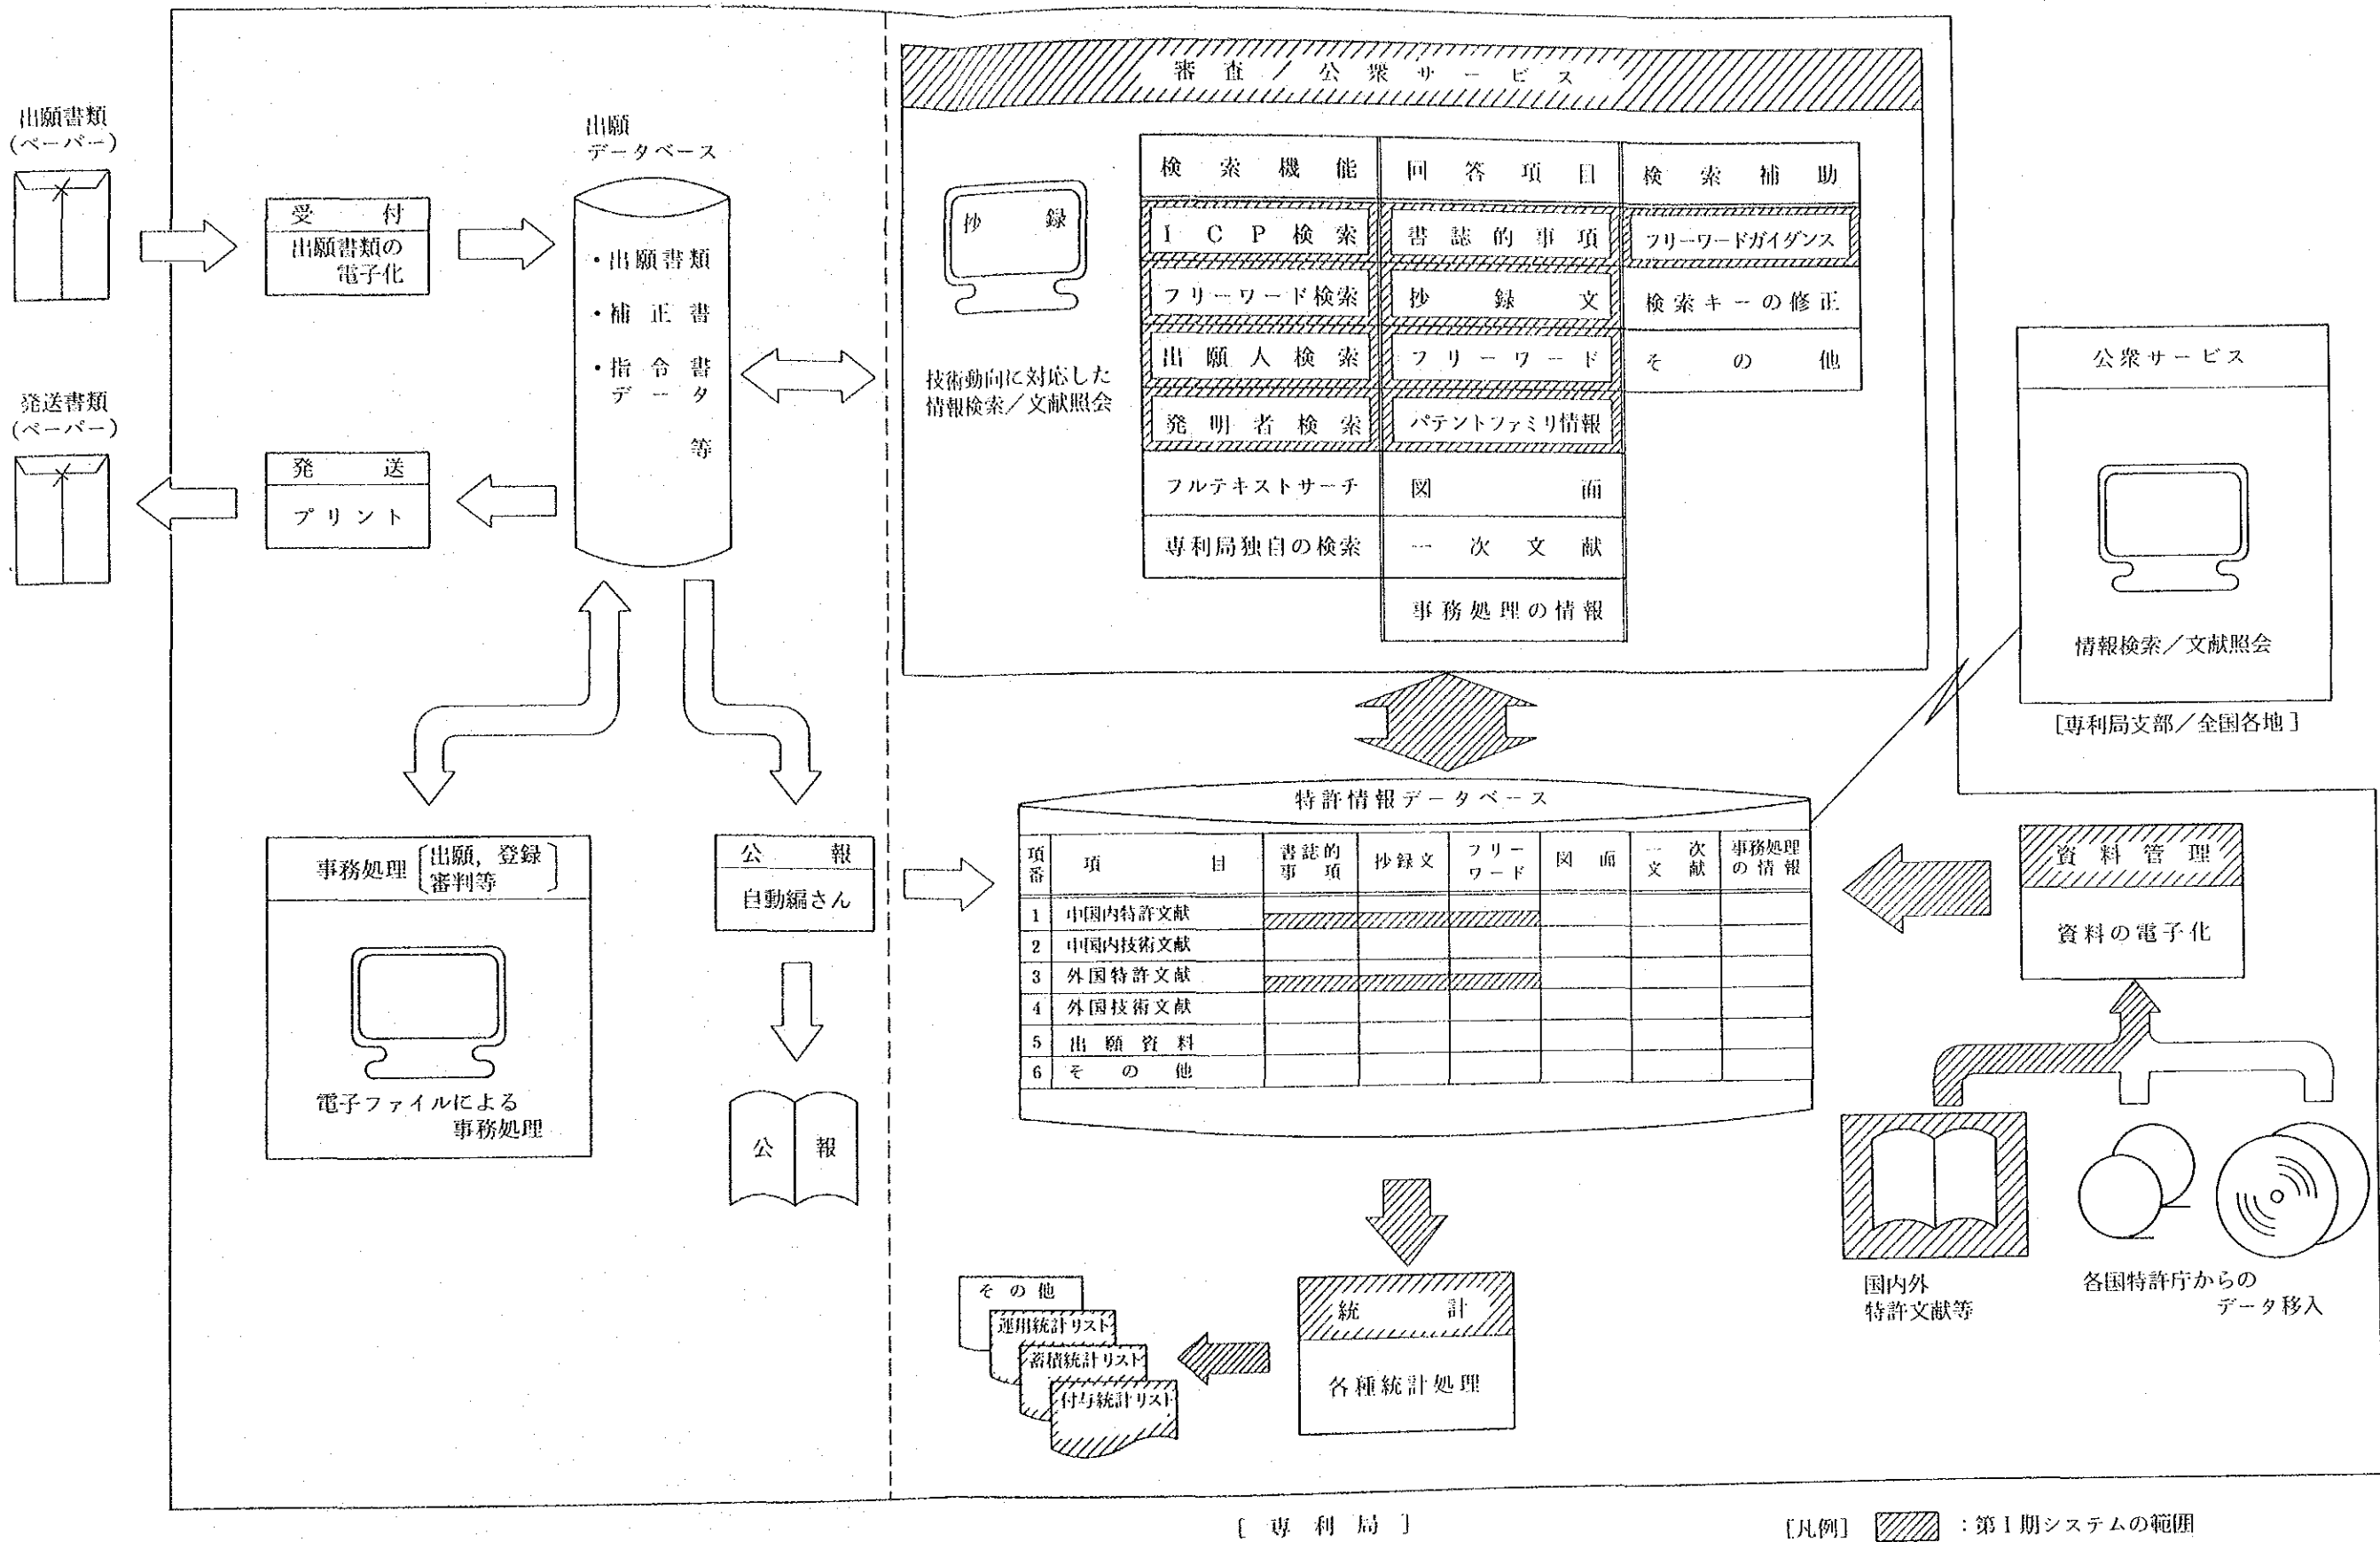 審査／公衆サービス
出願書類
(ペーパー)
受付
出願書類の
電子化
出願
データベース
・出願書類
・補正書
・指令書
データ
等
発送書類
(ペーパー)
発送
プリント
抄録
技術動向に対応した
情報検索／文献照会
検索機能 回答項目 検索補助
ICP検索 書誌的事項 フリーワードガイダンス
フリーワード検索 抄録文 検索キーの修正
出願人検索 フリーワード その他
発明者検索 パテントファミリ情報
フルテキストサーチ 図面
専利局独自の検索 一次文献
事務処理の情報
公衆サービス
情報検索／文献照会
[専利局支部／全国各地]
事務処理[出願，登録
審判等]
電子ファイルによる
事務処理
公報
自動編さん
公報
特許情報データベース
項番 項目 書誌的事項 抄録文 フリーワード 図面 一次文献 事務処理の情報
1 中国内特許文献
2 中国内技術文献
3 外国特許文献
4 外国技術文献
5 出願資料
6 その他
資料管理
資料の電子化
国内外
特許文献等
各国特許庁からの
データ移入
統計
各種統計処理
その他
運用統計リスト
蓄積統計リスト
付与統計リスト
[専利局]
[凡例] ：第I期システムの範囲